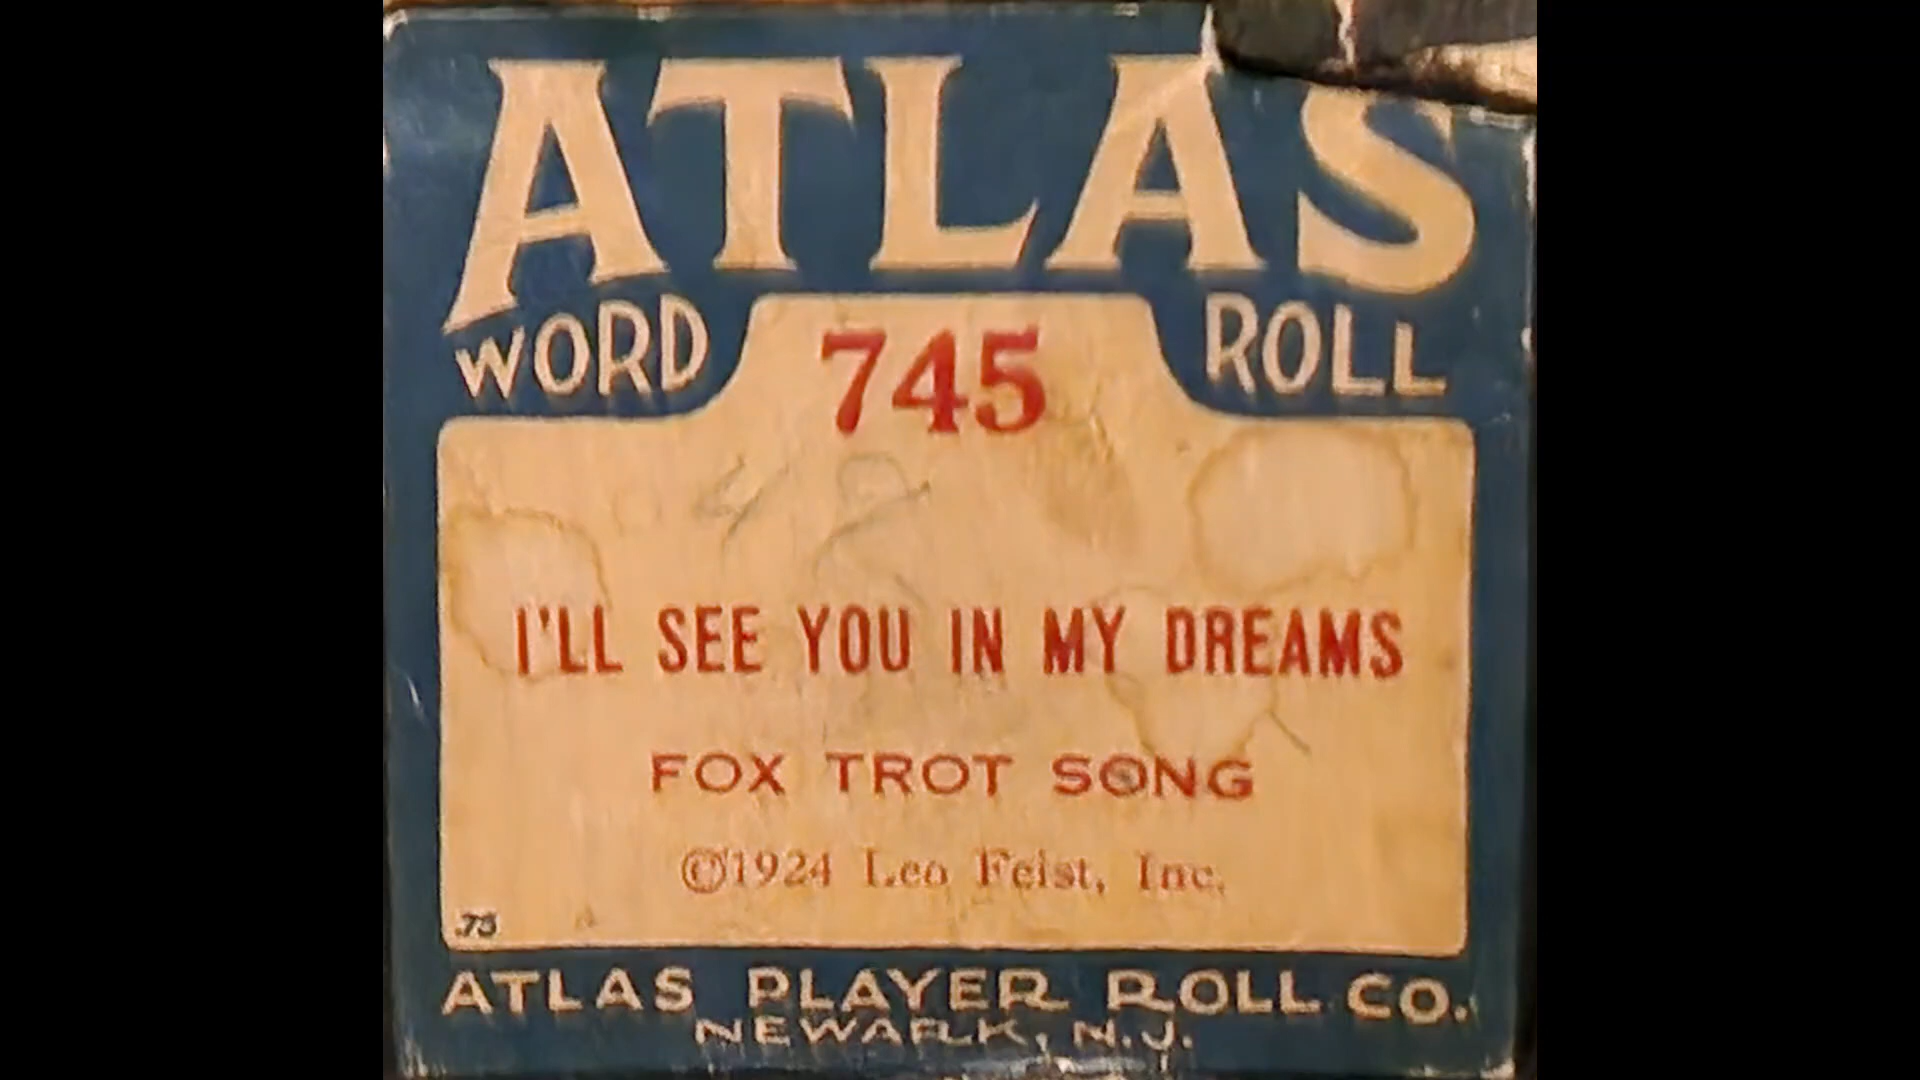 ATLAS
WORD 745 ROLL
I'LL SEE YOU IN MY DREAMS
FOX TROT SONG
©1924 Leo Feist, Inc.
.75
ATLAS PLAYER ROLL CO.
NEWARK, N.J.